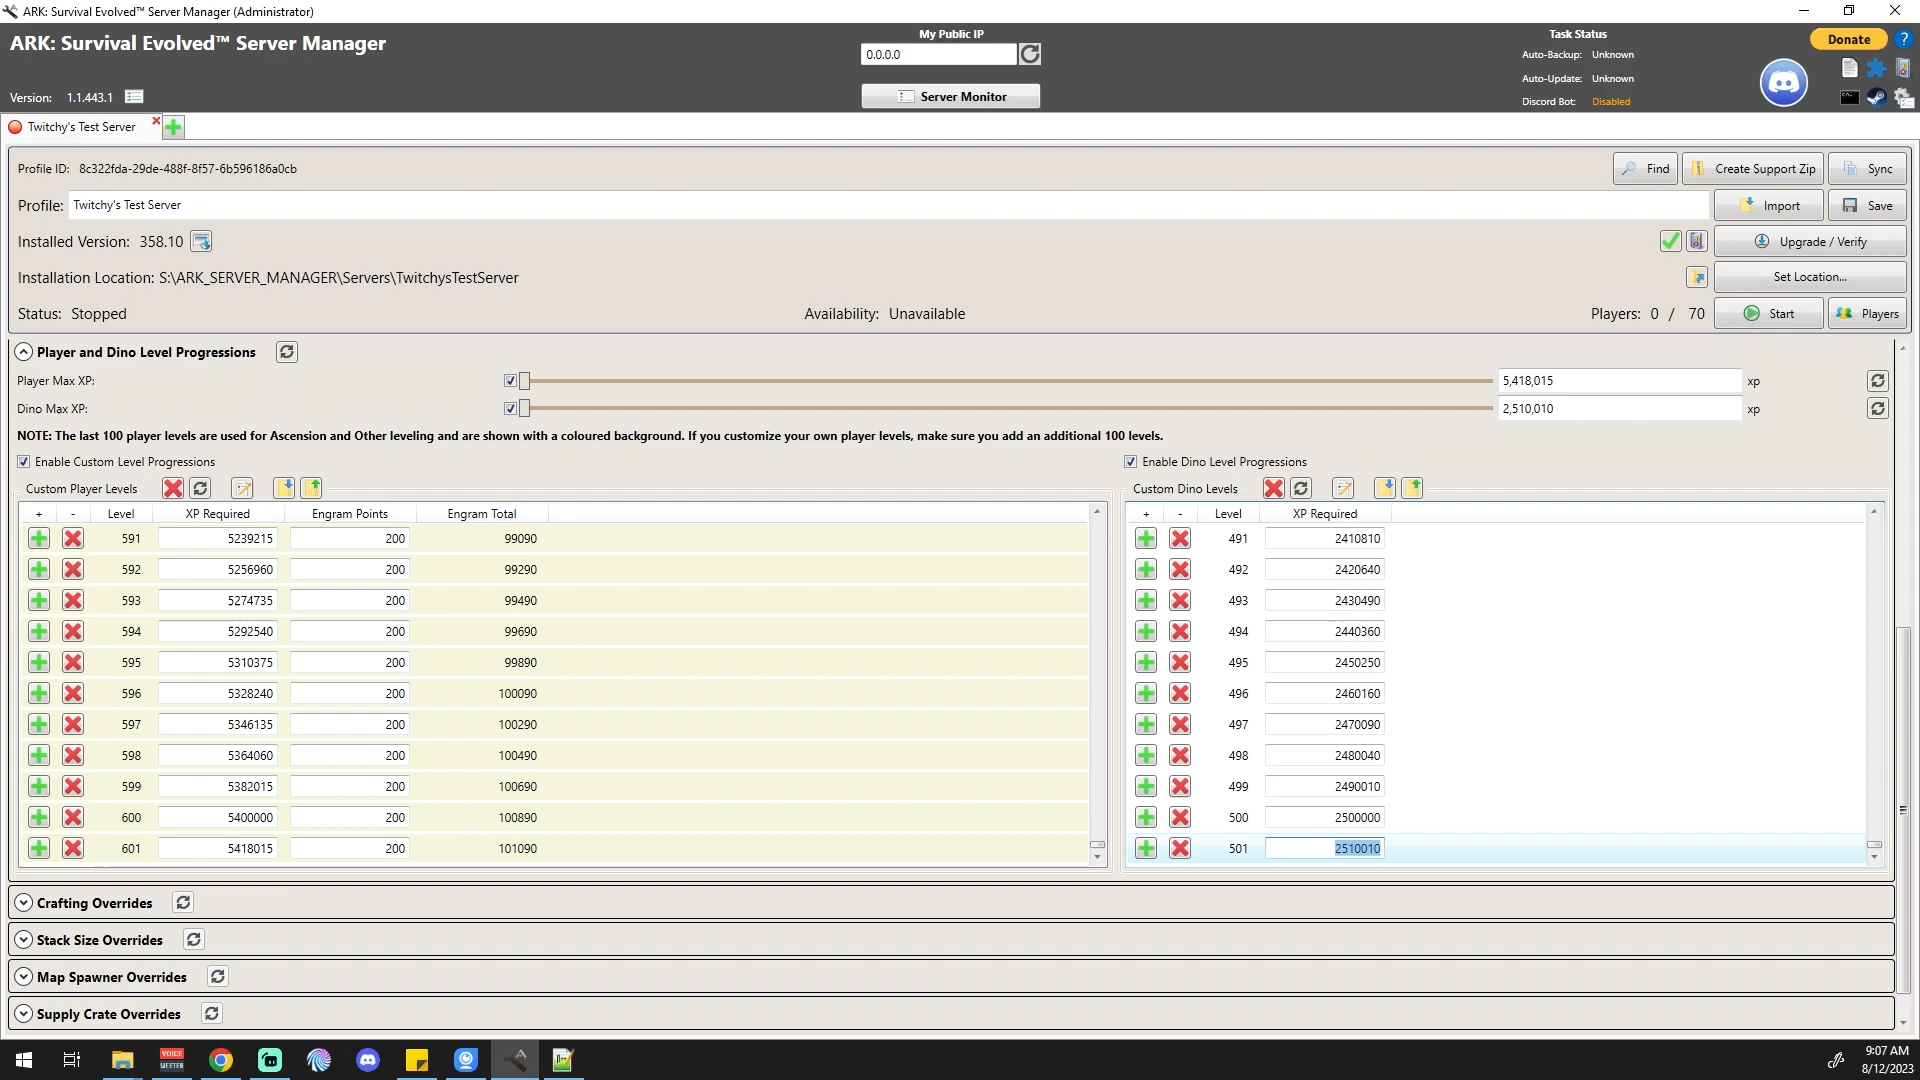 ARK: Survival Evolved™ Server Manager (Administrator)
ARK: Survival Evolved™ Server Manager
My Public IP
0.0.0.0
Server Monitor
Task Status
Auto-Backup: Unknown
Auto-Update: Unknown
Discord Bot: Disabled
Donate
?
Version: 1.1.443.1
Twitchy's Test Server
Profile ID: 8c322fda-29de-488f-8f57-6b596186a0cb
Find
Create Support Zip
Sync
Profile: Twitchy's Test Server
Import
Save
Installed Version: 358.10
Upgrade / Verify
Installation Location: S:\ARK_SERVER_MANAGER\Servers\TwitchysTestServer
Set Location...
Status: Stopped
Availability: Unavailable
Players: 0 / 70
Start
Players
Player and Dino Level Progressions
Player Max XP:
5,418,015 xp
Dino Max XP:
2,510,010 xp
NOTE: The last 100 player levels are used for Ascension and Other leveling and are shown with a coloured background. If you customize your own player levels, make sure you add an additional 100 levels.
Enable Custom Level Progressions
Custom Player Levels
+ - Level XP Required Engram Points Engram Total
591 5239215 200 99090
592 5256960 200 99290
593 5274735 200 99490
594 5292540 200 99690
595 5310375 200 99890
596 5328240 200 100090
597 5346135 200 100290
598 5364060 200 100490
599 5382015 200 100690
600 5400000 200 100890
601 5418015 200 101090
Enable Dino Level Progressions
Custom Dino Levels
+ - Level XP Required
491 2410810
492 2420640
493 2430490
494 2440360
495 2450250
496 2460160
497 2470090
498 2480040
499 2490010
500 2500000
501 2510010
Crafting Overrides
Stack Size Overrides
Map Spawner Overrides
Supply Crate Overrides
VOICE
MEETER
9:07 AM
8/12/2023